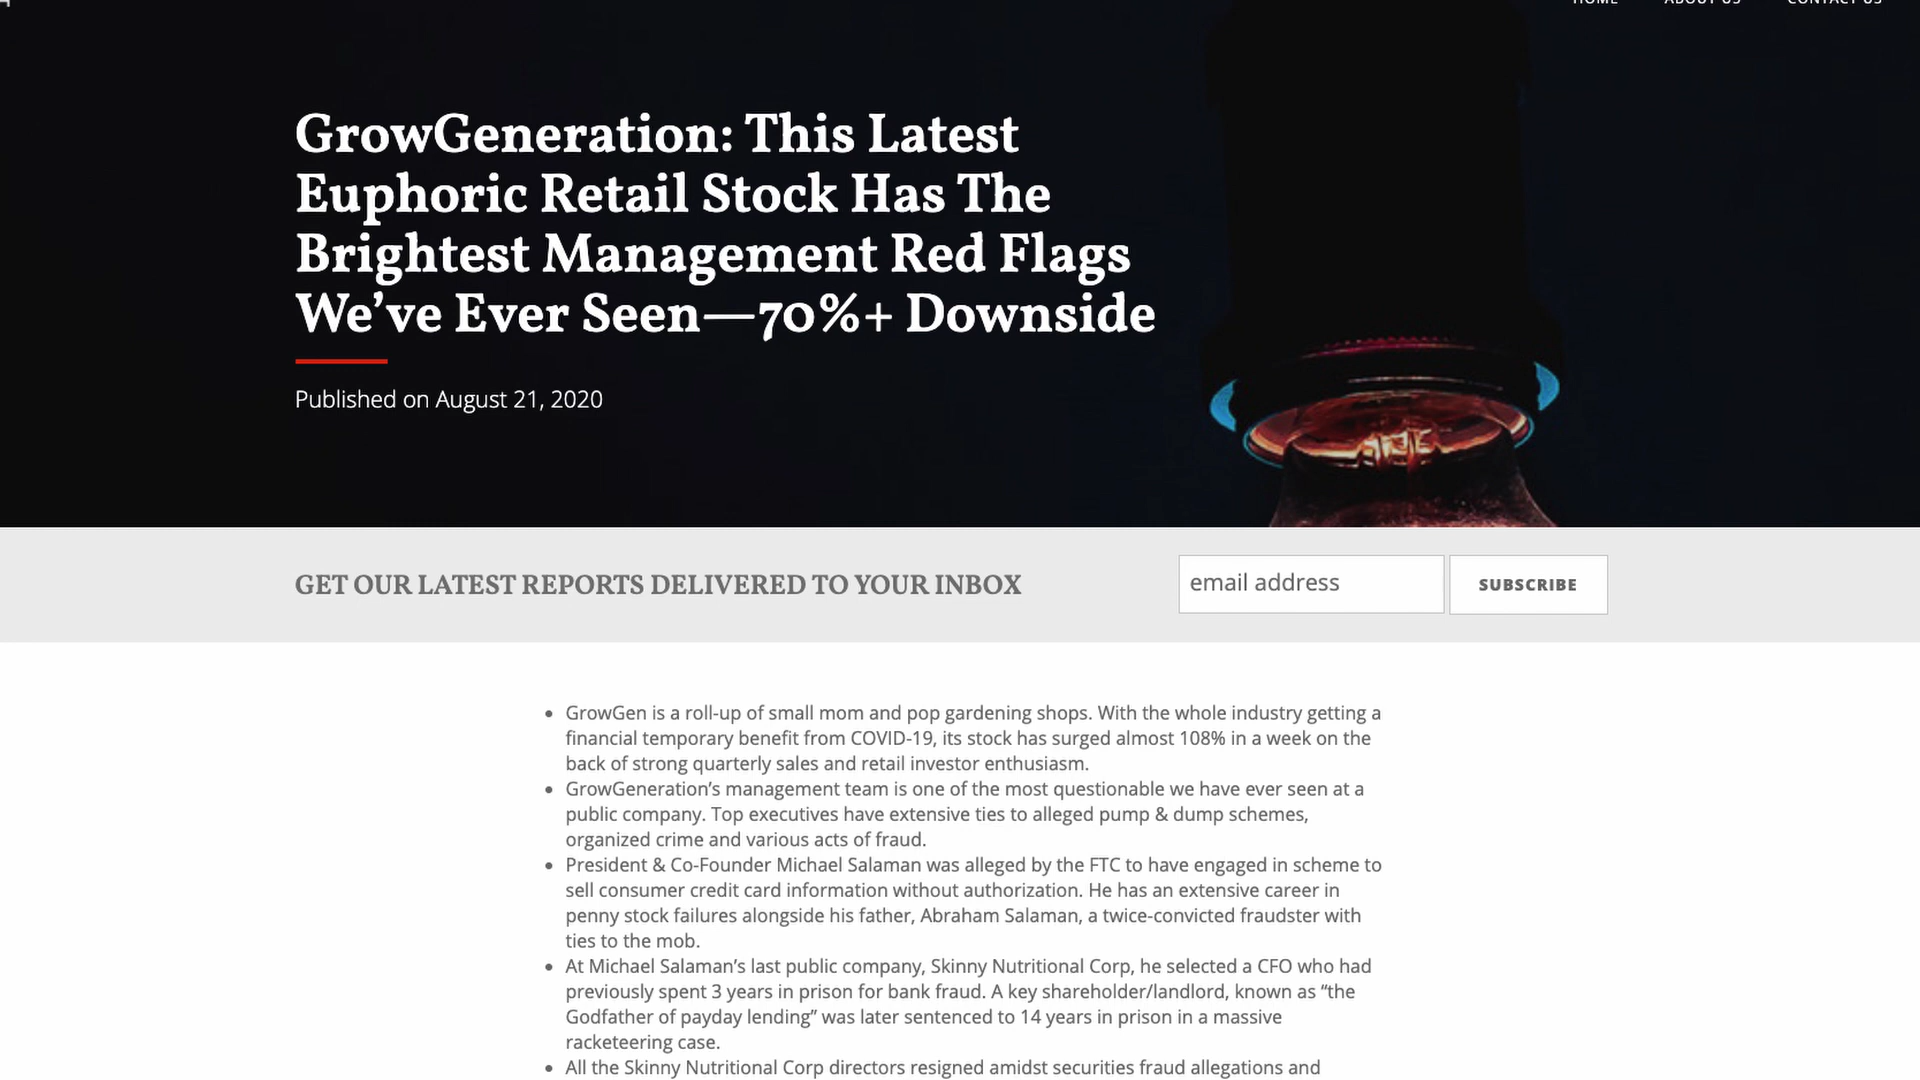 HOME ABOUT US CONTACT US
GrowGeneration: This Latest
Euphoric Retail Stock Has The
Brightest Management Red Flags
We’ve Ever Seen—70%+ Downside
Published on August 21, 2020
GET OUR LATEST REPORTS DELIVERED TO YOUR INBOX
email address
SUBSCRIBE
• GrowGen is a roll-up of small mom and pop gardening shops. With the whole industry getting a
financial temporary benefit from COVID-19, its stock has surged almost 108% in a week on the
back of strong quarterly sales and retail investor enthusiasm.
• GrowGeneration’s management team is one of the most questionable we have ever seen at a
public company. Top executives have extensive ties to alleged pump & dump schemes,
organized crime and various acts of fraud.
• President & Co-Founder Michael Salaman was alleged by the FTC to have engaged in scheme to
sell consumer credit card information without authorization. He has an extensive career in
penny stock failures alongside his father, Abraham Salaman, a twice-convicted fraudster with
ties to the mob.
• At Michael Salaman’s last public company, Skinny Nutritional Corp, he selected a CFO who had
previously spent 3 years in prison for bank fraud. A key shareholder/landlord, known as “the
Godfather of payday lending” was later sentenced to 14 years in prison in a massive
racketeering case.
• All the Skinny Nutritional Corp directors resigned amidst securities fraud allegations and